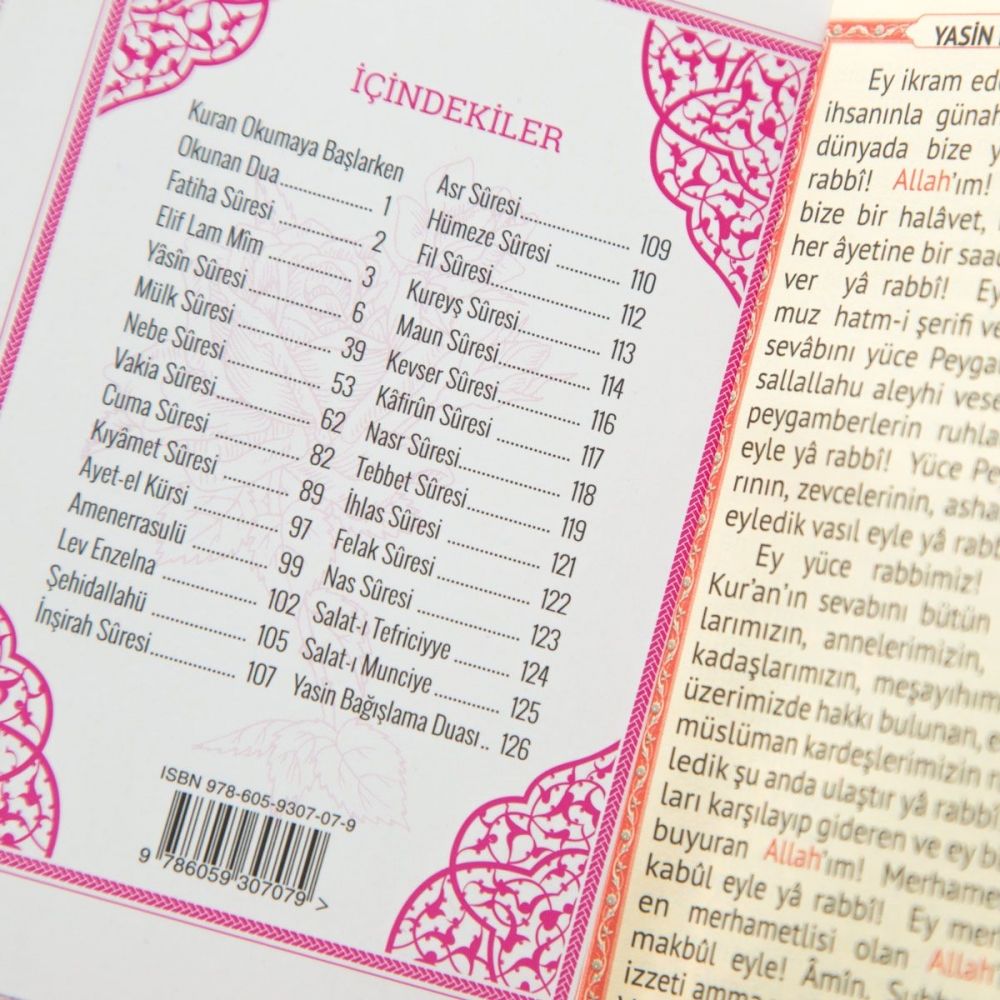 İÇİNDEKİLER
Kuran Okumaya Başlarken
Okunan Dua.................. 1
Fatiha Sûresi .................. 2
Elif Lam Mîm .................. 3
Yâsîn Sûresi .................. 6
Mülk Sûresi .................. 39
Nebe Sûresi.................. 53
Vakia Sûresi .................. 62
Cuma Sûresi .................. 82
Kıyâmet Sûresi .................. 89
Ayet-el Kürsi .................. 97
Amenerrasulü .................. 99
Lev Enzelna .................. 102
Şehidallahü .................. 105
İnşirah Sûresi.................. 107
Asr Sûresi.................. 109
Hümeze Sûresi .................. 110
Fil Sûresi.................. 112
Kureyş Sûresi.................. 113
Maun Sûresi.................. 114
Kevser Sûresi.................. 116
Kâfirûn Sûresi .................. 117
Nasr Sûresi.................. 118
Tebbet Sûresi.................. 119
İhlas Sûresi .................. 121
Felak Sûresi.................. 122
Nas Sûresi .................. 123
Salat-ı Tefriciyye .................. 124
Salat-ı Munciye.................. 125
Yasin Bağışlama Duası.. 126
ISBN 978-605-9307-07-9
9 786059 307079 >
YASİN
Ey ikram ede
ihsanınla günah
dünyada bize y
rabbî! Allah'ım!
bize bir halâvet,
her âyetine bir saad
ver yâ rabbî! Ey
muz hatm-i şerifi ve
sevâbını yüce Peyga
sallallahu aleyhi vese
peygamberlerin ruhla
eyle yâ rabbî! Yüce Pe
rının, zevcelerinin, asha
eyledik vasıl eyle yâ rabb
Ey yüce rabbimiz!
Kur'an'ın sevabını bütün
larımızın, annelerimizin,
kadaşlarımızın, meşayıhım
üzerimizde hakkı bulunan, e
müslüman kardeşlerimizin r
ledik şu anda ulaştır yâ rabbî
ları karşılayıp gideren ve ey b
buyuran Allah'ım! Merhame
kabûl eyle yâ rabbî! Ey mer
en merhametlisi olan Allah'
makbûl eyle! Âmîn. Subh
izzeti amma